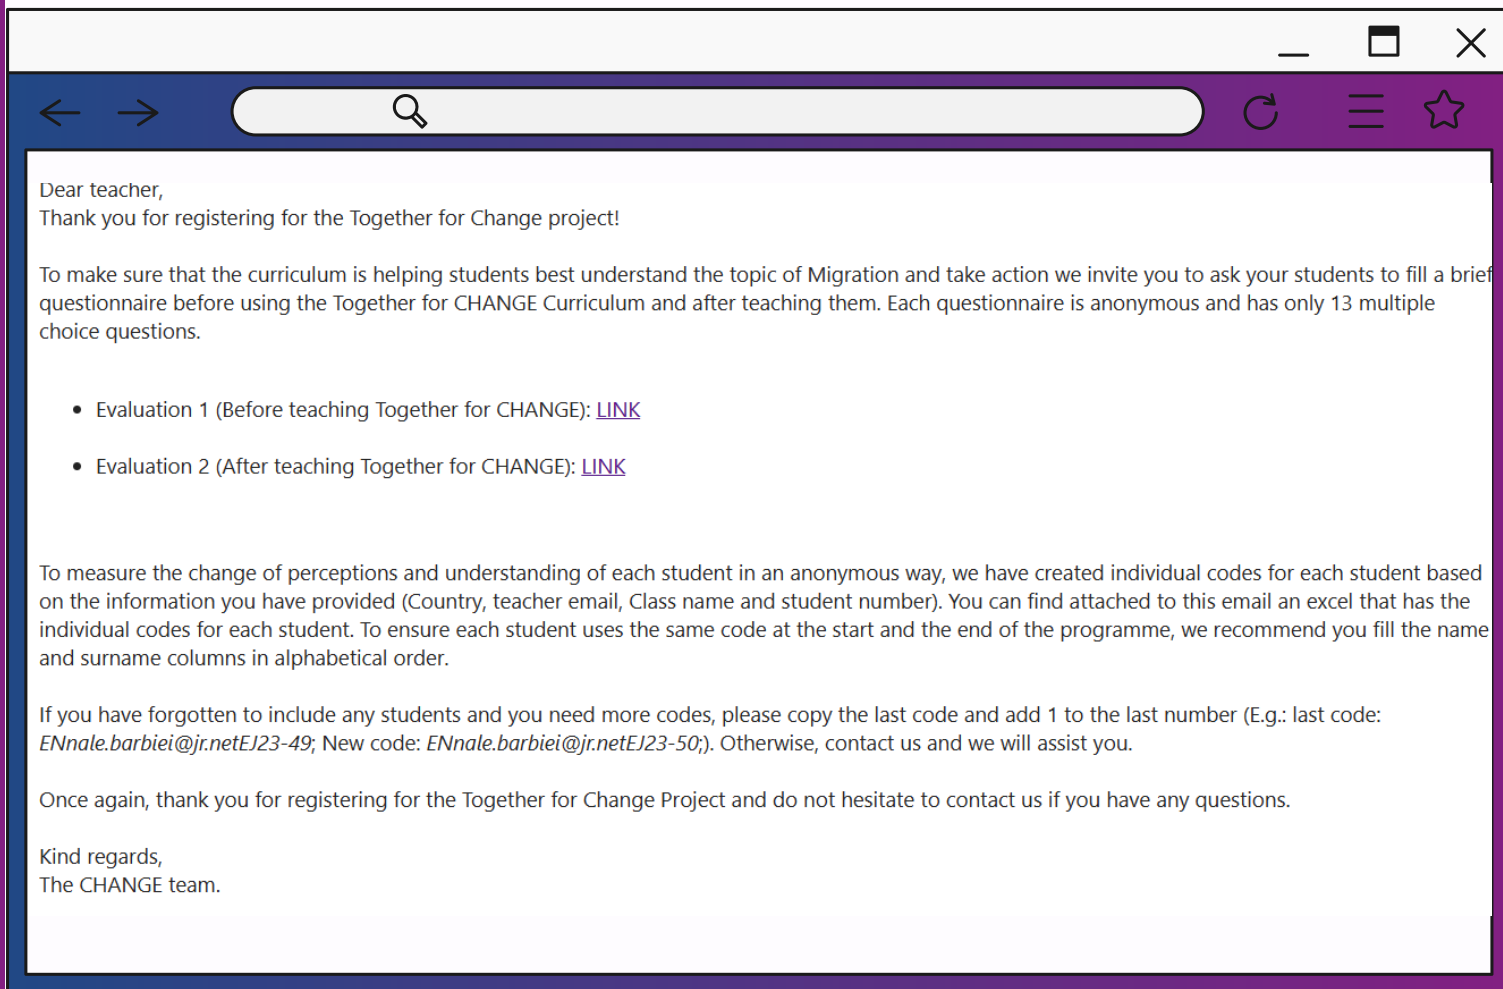 Dear teacher,
Thank you for registering for the Together for Change project!
To make sure that the curriculum is helping students best understand the topic of Migration and take action we invite you to ask your students to fill a brief
questionnaire before using the Together for CHANGE Curriculum and after teaching them. Each questionnaire is anonymous and has only 13 multiple
choice questions.
• Evaluation 1 (Before teaching Together for CHANGE): LINK
• Evaluation 2 (After teaching Together for CHANGE): LINK
To measure the change of perceptions and understanding of each student in an anonymous way, we have created individual codes for each student based
on the information you have provided (Country, teacher email, Class name and student number). You can find attached to this email an excel that has the
individual codes for each student. To ensure each student uses the same code at the start and the end of the programme, we recommend you fill the name
and surname columns in alphabetical order.
If you have forgotten to include any students and you need more codes, please copy the last code and add 1 to the last number (E.g.: last code:
ENnale.barbiei@jr.netEJ23-49; New code: ENnale.barbiei@jr.netEJ23-50;). Otherwise, contact us and we will assist you.
Once again, thank you for registering for the Together for Change Project and do not hesitate to contact us if you have any questions.
Kind regards,
The CHANGE team.